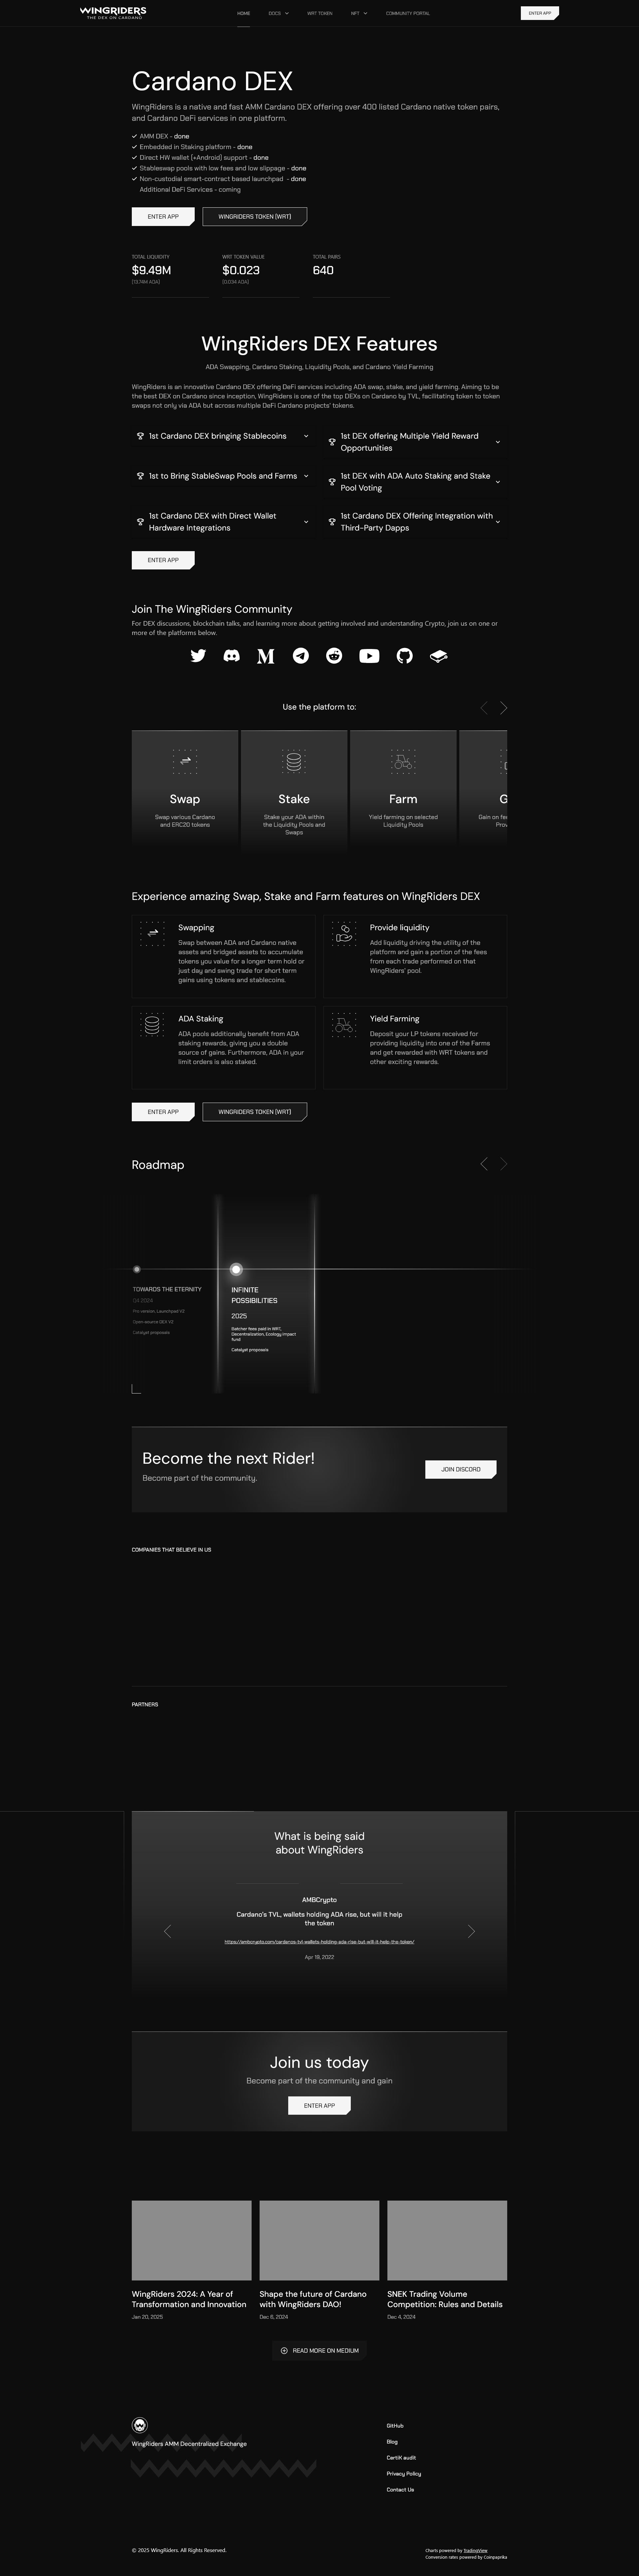 WINGRIDERS
THE DEX ON CARDANO
HOME
DOCS
WRT TOKEN
NFT
COMMUNITY PORTAL
ENTER APP
Cardano DEX
WingRiders is a native and fast AMM Cardano DEX offering over 400 listed Cardano native token pairs,
and Cardano DeFi services in one platform.
AMM DEX - done
Embedded in Staking platform - done
Direct HW wallet (+Android) support - done
Stableswap pools with low fees and low slippage - done
Non-custodial smart-contract based launchpad - done
Additional DeFi Services - coming
ENTER APP
WINGRIDERS TOKEN (WRT)
TOTAL LIQUIDITY
$9.49M
(13.74M ADA)
WRT TOKEN VALUE
$0.023
(0.03M ADA)
TOTAL PAIRS
640
WingRiders DEX Features
ADA Swapping, Cardano Staking, Liquidity Pools, and Cardano Yield Farming
WingRiders is an innovative Cardano DEX offering DeFi services including ADA swap, stake, and yield farming. Aiming to be
the best DEX on Cardano since inception, WingRiders is one of the top DEXs on Cardano by TVL, facilitating token to token
swaps not only via ADA but across multiple DeFi Cardano projects' tokens.
1st Cardano DEX bringing Stablecoins
1st DEX offering Multiple Yield Reward
Opportunities
1st to Bring StableSwap Pools and Farms
1st DEX with ADA Auto Staking and Stake
Pool Voting
1st Cardano DEX with Direct Wallet
Hardware Integrations
1st Cardano DEX Offering Integration with
Third-Party Dapps
ENTER APP
Join The WingRiders Community
For DEX discussions, blockchain talks, and learning more about getting involved and understanding Crypto, join us on one or
more of the platforms below.
Use the platform to:
Swap
Swap various Cardano
and ERC20 tokens
Stake
Stake your ADA within
the Liquidity Pools and
Swaps
Farm
Yield farming on selected
Liquidity Pools
G
Gain on fe
Prov
Experience amazing Swap, Stake and Farm features on WingRiders DEX
Swapping
Swap between ADA and Cardano native
assets and bridged assets to accumulate
tokens you value for a longer term hold or
just day and swing trade for short term
gains using tokens and stablecoins.
Provide liquidity
Add liquidity driving the utility of the
platform and gain a portion of the fees
from each trade performed on that
WingRiders' pool.
ADA Staking
ADA pools additionally benefit from ADA
staking rewards, giving you a double
source of gains. Furthermore, ADA in your
limit orders is also staked.
Yield Farming
Deposit your LP tokens received for
providing liquidity into one of the Farms
and get rewarded with WRT tokens and
other exciting rewards.
ENTER APP
WINGRIDERS TOKEN (WRT)
Roadmap
TOWARDS THE ETERNITY
Q4 2024
Pro version, Launchpad V2
Open-source DEX V2
Catalyst proposals
INFINITE
POSSIBILITIES
2025
Batcher fees paid in WRT,
Decentralization, Ecology impact
fund
Catalyst proposals
Become the next Rider!
Become part of the community.
JOIN DISCORD
COMPANIES THAT BELIEVE IN US
PARTNERS
What is being said
about WingRiders
AMBCrypto
Cardano's TVL, wallets holding ADA rise, but will it help
the token
https://ambcrypto.com/cardanos-tvl-wallets-holding-ada-rise-but-will-it-help-the-token/
Apr 19, 2022
Join us today
Become part of the community and gain
ENTER APP
WingRiders 2024: A Year of
Transformation and Innovation
Jan 20, 2025
Shape the future of Cardano
with WingRiders DAO!
Dec 6, 2024
SNEK Trading Volume
Competition: Rules and Details
Dec 4, 2024
READ MORE ON MEDIUM
WingRiders AMM Decentralized Exchange
GitHub
Blog
CertiK audit
Privacy Policy
Contact Us
© 2025 WingRiders. All Rights Reserved.
Charts powered by TradingView
Conversion rates powered by Coinpaprika